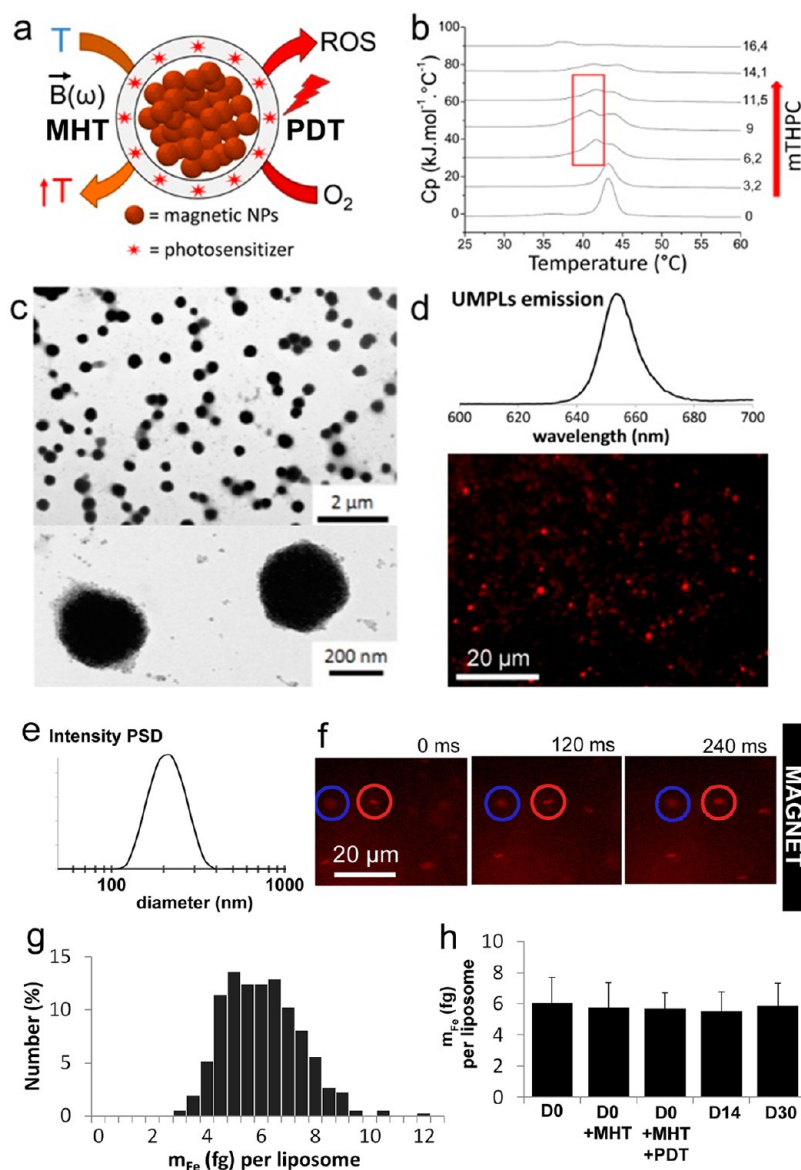 a
T
ROS
B(ω)
MHT
PDT
↑T
O₂
= magnetic NPs
= photosensitizer
b
Cp (kJ.mol⁻¹.°C⁻¹)
100
80
60
40
20
0
16,4
14,1
11,5
9
6,2
3,2
0
mTHPC
25 30 35 40 45 50 55 60
Temperature (°C)
c
2 µm
200 nm
d
UMPLs emission
600 620 640 660 680 700
wavelength (nm)
20 µm
e
Intensity PSD
100 1000
diameter (nm)
f
0 ms
120 ms
240 ms
20 µm
MAGNET
g
Number (%)
15
10
5
0
0 2 4 6 8 10 12
m_Fe (fg) per liposome
h
m_Fe (fg)
per liposome
10
8
6
4
2
0
D0 D0 D0 D14 D30
+MHT +MHT
+PDT